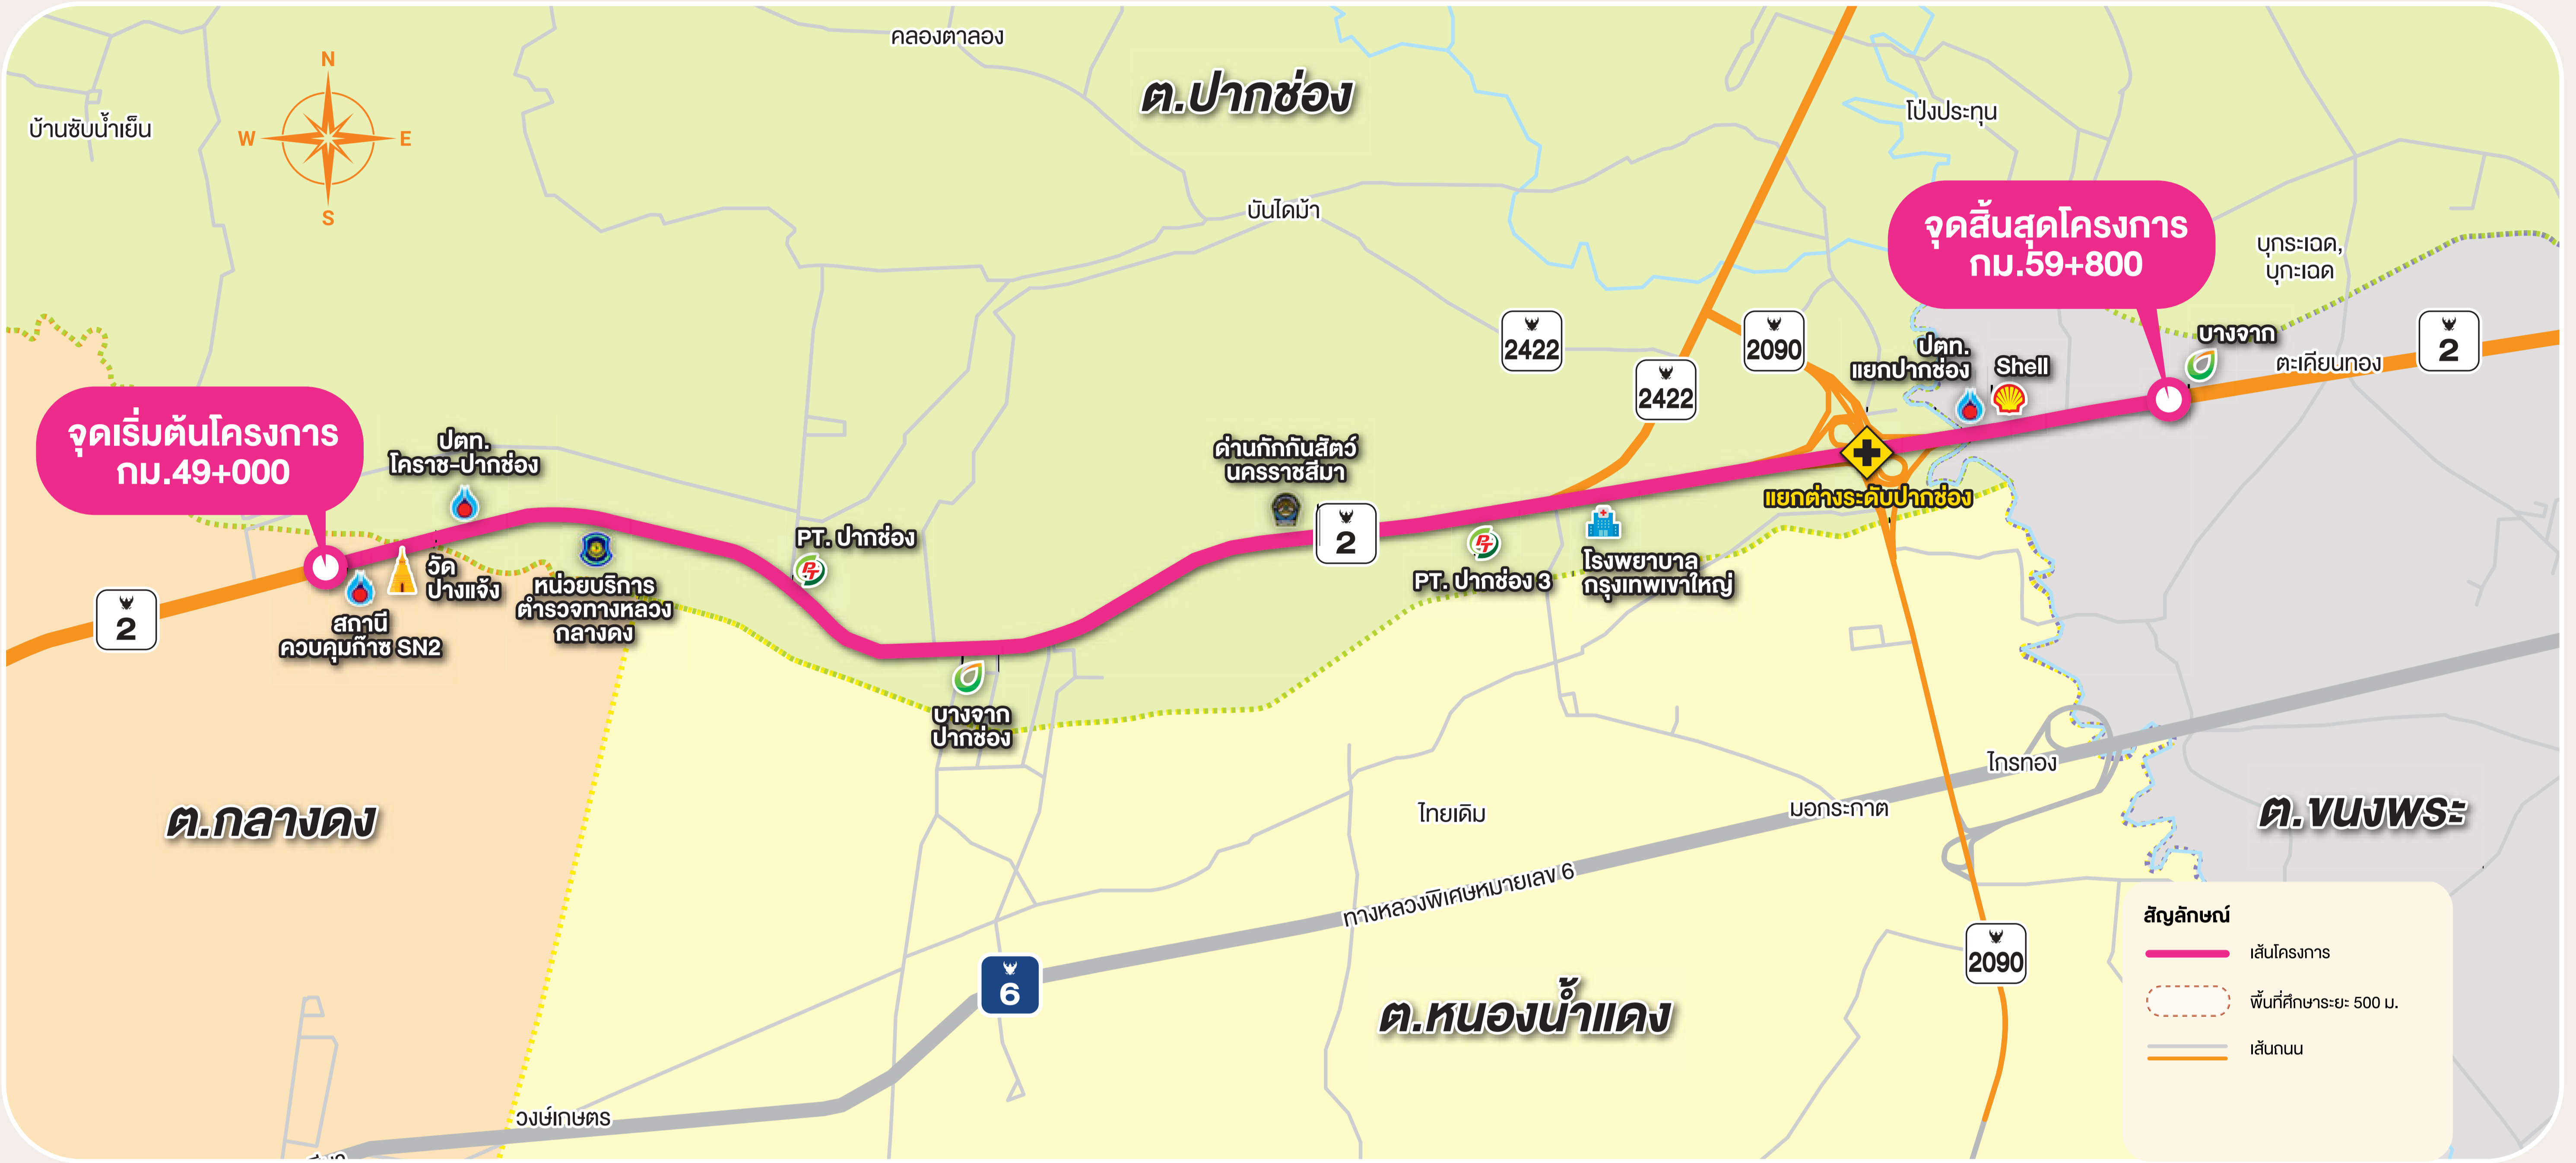 คลองตาลอง
ต.ปากช่อง
N
W
E
S
บ้านซับน้ำเย็น
โป่งประทุน
บันไดม้า
จุดสิ้นสุดโครงการ
กม.59+800
บุกระเฉด,
บุกะเฉด
2422
2090
2422
ปตท.
แยกปากช่อง
Shell
บางจาก
ตะเคียนทอง
2
จุดเริ่มต้นโครงการ
กม.49+000
ปตท.
โคราช-ปากช่อง
ด่านกักกันสัตว์
นครราชสีมา
2
แยกต่างระดับปากช่อง
PT. ปากช่อง
PT
PT
PT. ปากช่อง 3
โรงพยาบาล
กรุงเทพเขาใหญ่
วัด
ปางแจ้ง
หน่วยบริการ
ตำรวจทางหลวง
กลางดง
2
สถานี
ควบคุมก๊าซ SN2
บางจาก
ปากช่อง
ต.กลางดง
ไกรทอง
ไทยเดิม
มอกระกาด
ต.ขนงพระ
ทางหลวงพิเศษหมายเลข 6
6
ต.หนองน้ำแดง
2090
วงษ์เกษตร
สัญลักษณ์
เส้นโครงการ
พื้นที่ศึกษาระยะ 500 ม.
เส้นถนน